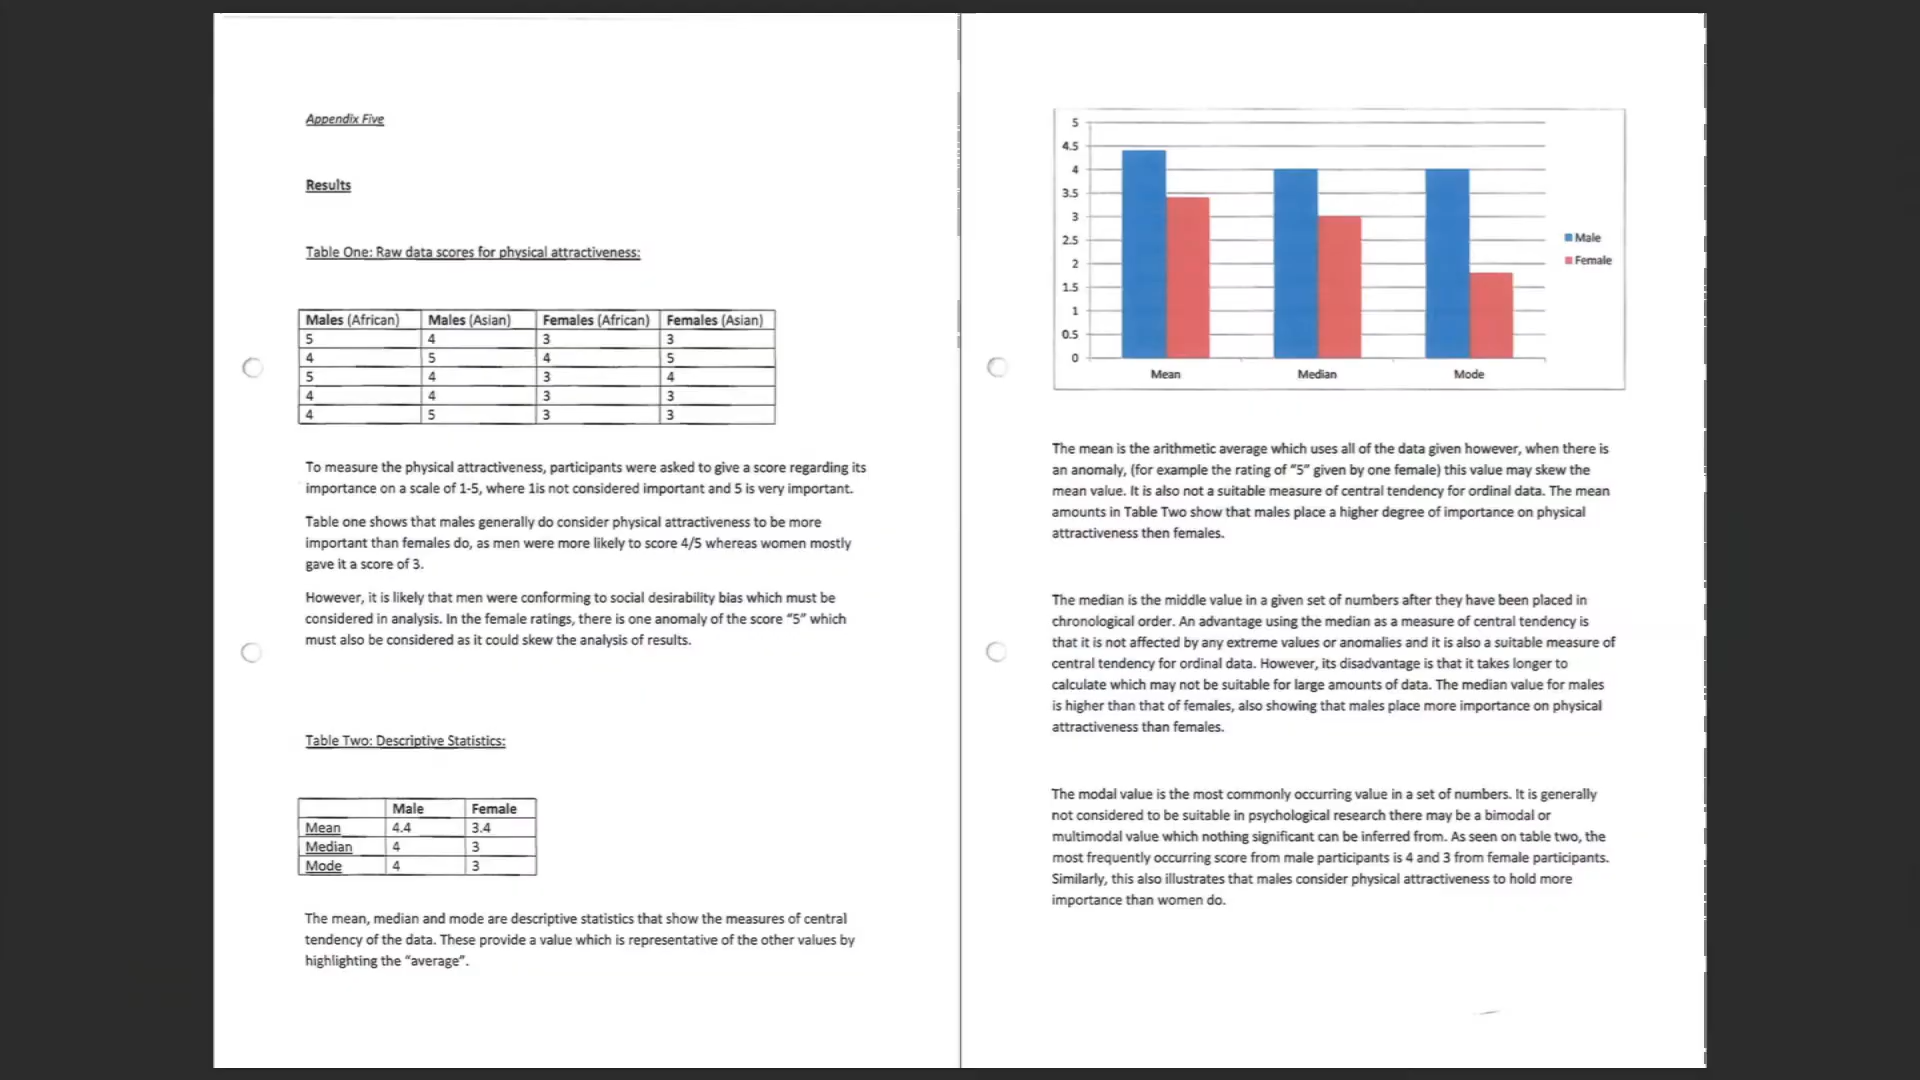 Appendix Five
Results
Table One: Raw data scores for physical attractiveness:
Males (African) Males (Asian) Females (African) Females (Asian)
5 4 3 3
4 5 4 5
5 4 3 4
4 4 3 3
4 5 3 3
To measure the physical attractiveness, participants were asked to give a score regarding its
importance on a scale of 1-5, where 1is not considered important and 5 is very important.
Table one shows that males generally do consider physical attractiveness to be more
important than females do, as men were more likely to score 4/5 whereas women mostly
gave it a score of 3.
However, it is likely that men were conforming to social desirability bias which must be
considered in analysis. In the female ratings, there is one anomaly of the score “5” which
must also be considered as it could skew the analysis of results.
Table Two: Descriptive Statistics:
Male Female
Mean 4.4 3.4
Median 4 3
Mode 4 3
The mean, median and mode are descriptive statistics that show the measures of central
tendency of the data. These provide a value which is representative of the other values by
highlighting the “average”.
5
4.5
4
3.5
3
2.5
2
1.5
1
0.5
0
Mean Median Mode
Male
Female
The mean is the arithmetic average which uses all of the data given however, when there is
an anomaly, (for example the rating of “5” given by one female) this value may skew the
mean value. It is also not a suitable measure of central tendency for ordinal data. The mean
amounts in Table Two show that males place a higher degree of importance on physical
attractiveness then females.
The median is the middle value in a given set of numbers after they have been placed in
chronological order. An advantage using the median as a measure of central tendency is
that it is not affected by any extreme values or anomalies and it is also a suitable measure of
central tendency for ordinal data. However, its disadvantage is that it takes longer to
calculate which may not be suitable for large amounts of data. The median value for males
is higher than that of females, also showing that males place more importance on physical
attractiveness than females.
The modal value is the most commonly occurring value in a set of numbers. It is generally
not considered to be suitable in psychological research there may be a bimodal or
multimodal value which nothing significant can be inferred from. As seen on table two, the
most frequently occurring score from male participants is 4 and 3 from female participants.
Similarly, this also illustrates that males consider physical attractiveness to hold more
importance than women do.